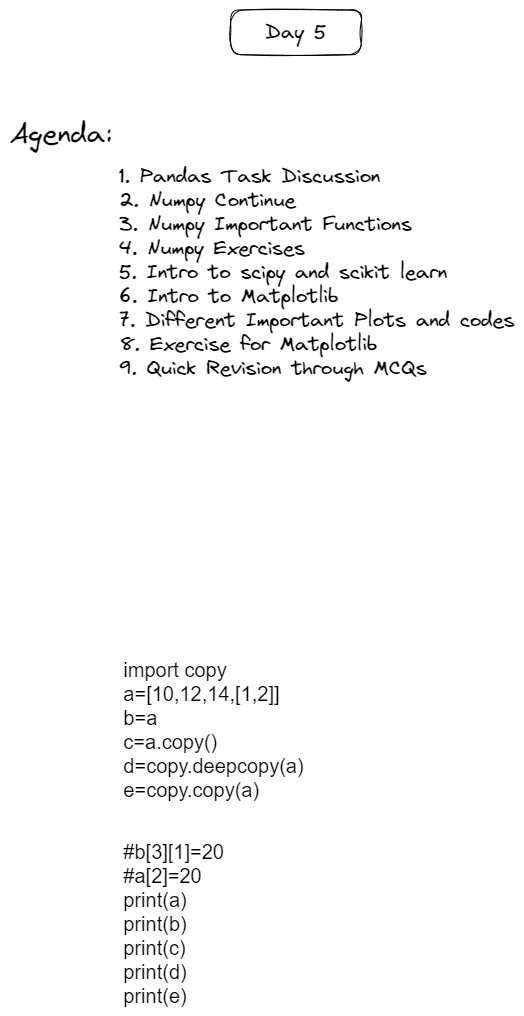 Day 5
Agenda:
1. Pandas Task Discussion
2. Numpy Continue
3. Numpy Important Functions
4. Numpy Exercises
5. Intro to scipy and scikit learn
6. Intro to Matplotlib
7. Different Important Plots and codes
8. Exercise for Matplotlib
9. Quick Revision through MCQs
import copy
a=[10,12,14,[1,2]]
b=a
c=a.copy()
d=copy.deepcopy(a)
e=copy.copy(a)
#b[3][1]=20
#a[2]=20
print(a)
print(b)
print(c)
print(d)
print(e)